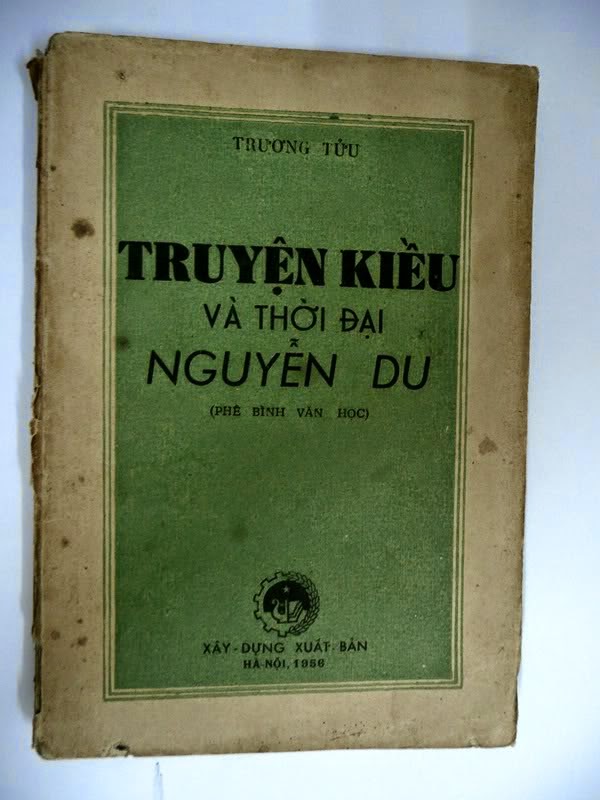 TRƯƠNG TỬU
TRUYỆN KIỀU
VÀ THỜI ĐẠI
NGUYỄN DU
(PHÊ BÌNH VĂN HỌC)
XÂY-DỰNG XUẤT-BẢN
HÀ-NỘI, 1956